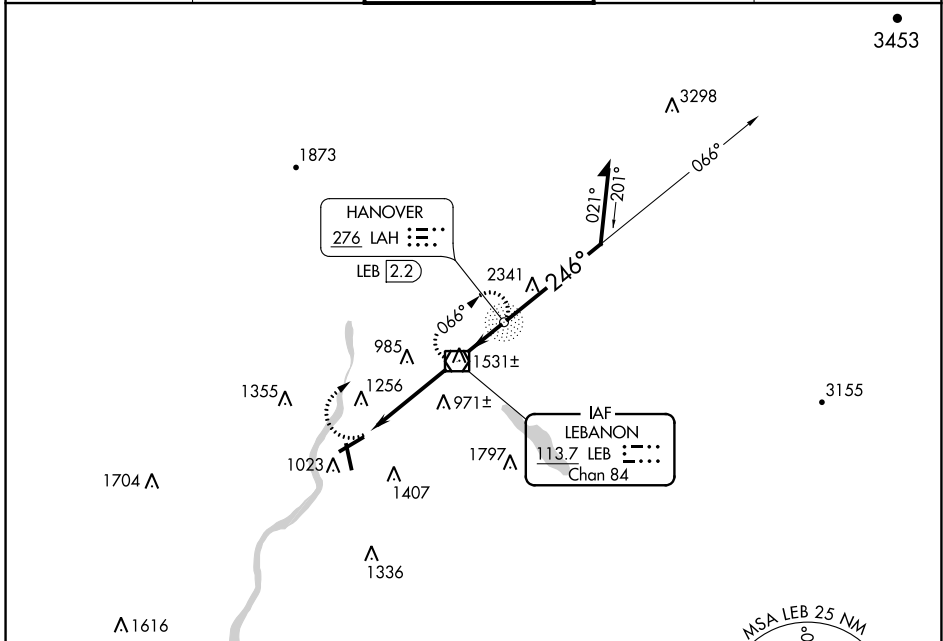 3453
3298
066°
1873
021°
201°
HANOVER
276 LAH
LEB 2.2
2341
246°
066°
985
1531±
1355
1256
971±
3155
IAF
LEBANON
113.7 LEB
Chan 84
1797
1023
1704
1407
1336
1616
MSA LEB 25 NM